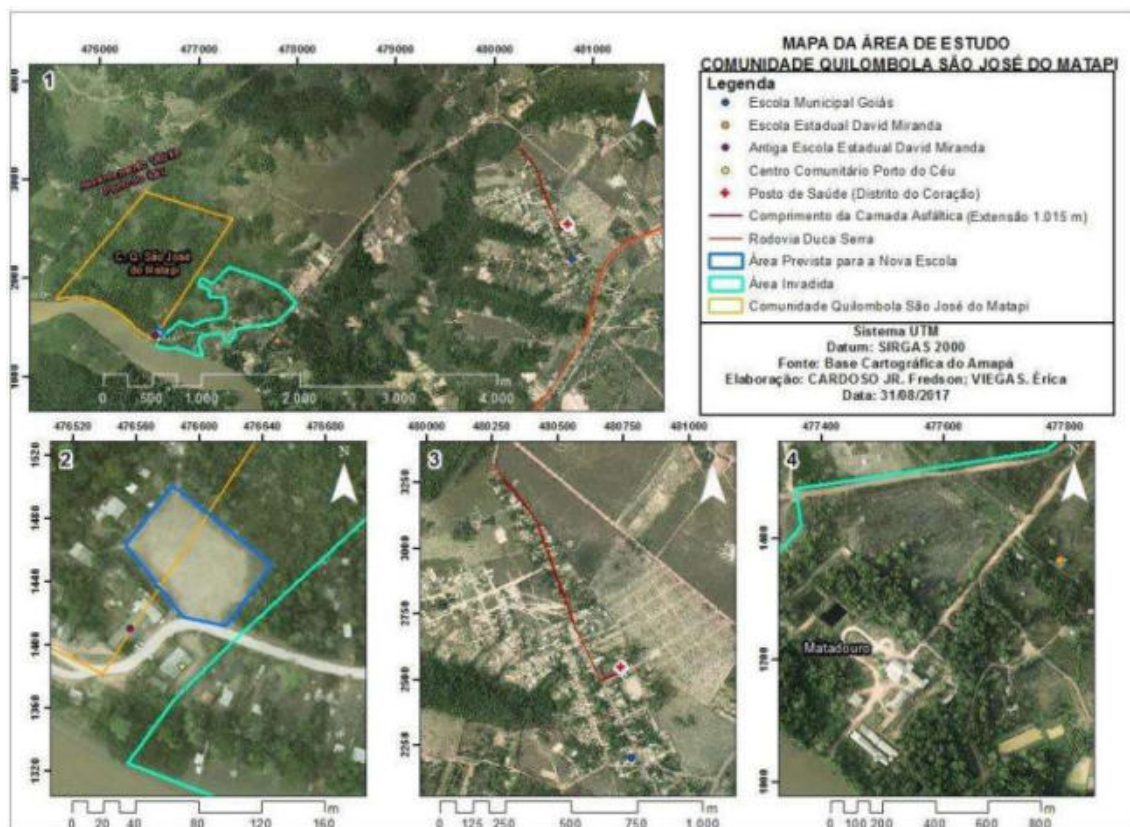 MAPA DA ÁREA DE ESTUDO
COMUNIDADE QUILOMBOLA SÃO JOSÉ DO MATAPI
Legenda
Escola Municipal Goiás
Escola Estadual David Miranda
Antiga Escola Estadual David Miranda
Centro Comunitário Porto do Céu
Posto de Saúde (Distrito do Coração)
Comprimento da Camada Asfáltica (Extensão 1.015 m)
Rodovia Duca Serra
Área Prevista para a Nova Escola
Área Invadida
Comunidade Quilombola São José do Matapi
Sistema UTM
Datum: SIRGAS 2000
Fonte: Base Cartográfica do Amapá
Elaboração: CARDOSO JR. Fredson; VIEGAS. Érica
Data: 31/08/2017
476000 477000 478000 479000 480000 481000
1
N
4000
3000
2000
1000
C. Q. São José
do Matapi
0 500 1.000 2.000 3.000 4.000
m
476520 476560 476600 476640 476680
2
N
1520
1480
1440
1400
1360
1320
m
0 20 40 80 120 160
480000 480250 480500 480750 481000
3
N
3250
3000
2750
2500
2250
m
0 125 250 500 750 1.000
477400 477600 477800
4
N
1400
1200
1000
Matadouro
m
0 100 200 400 600 800